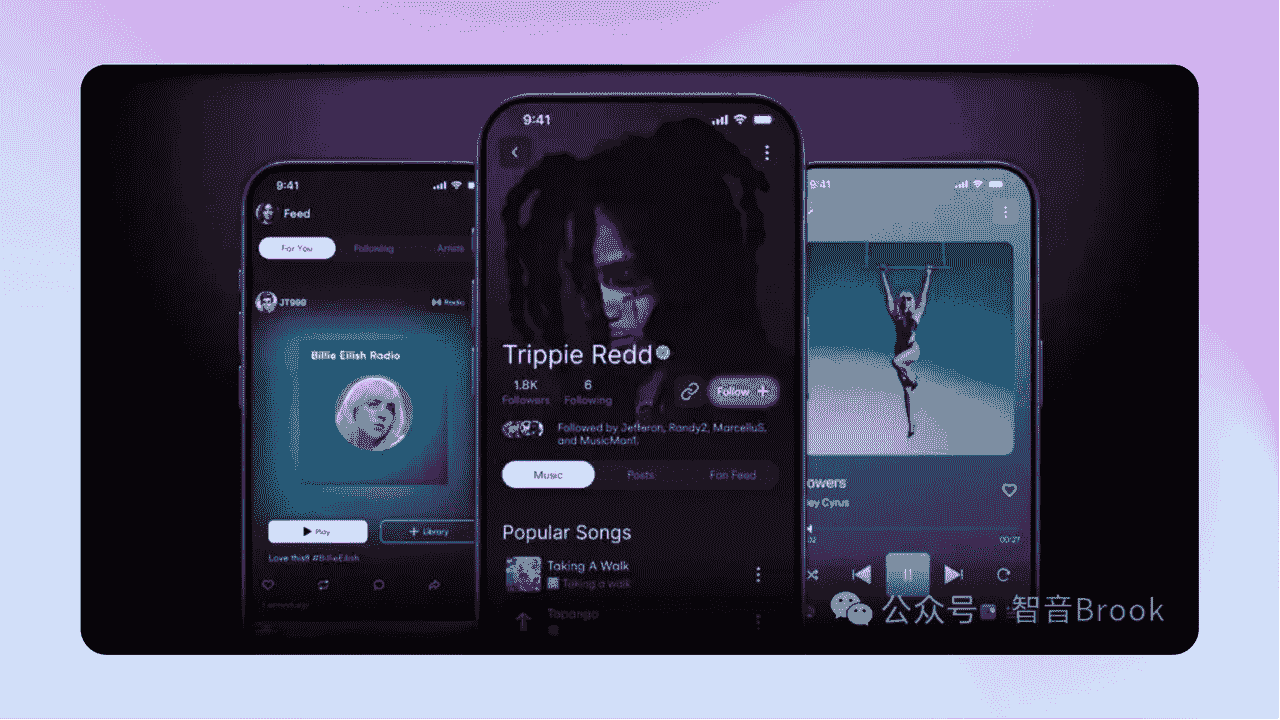 9:41
Feed
For You
Following
Artists
JT999
Radio
Billie Eilish Radio
Play
+ Library
Love this!! #BillieEilish
9:41
Trippie Redd
1.8K
Followers
6
Following
Follow +
Followed by Jefferon, Randy2, MarcelluS,
and MusicMan1.
Music
Posts
Fan Feed
Popular Songs
Taking A Walk
Taking a walk
Topanga
9:41
owers
ey Cyrus
00:27
公众号 智音Brook